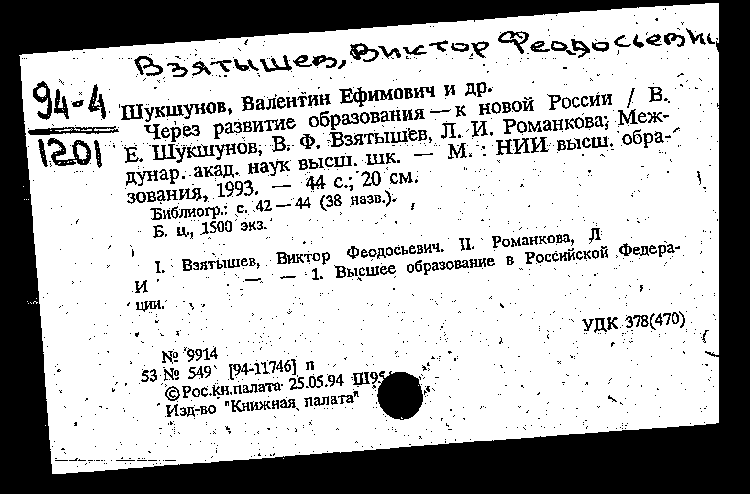 Взятышев, Виктор Феодосьевич
94-4
1201
Шукшунов, Валентин Ефимович и др.
Через развитие образования — к новой России / В.
Е. Шукшунов, В. Ф. Взятышев, Л. И. Романкова; Меж-
дунар. акад. наук высш. шк. — М. : НИИ высш. обра-
зования, 1993. — 44 с.; 20 см.
Библиогр.: с. 42 — 44 (38 назв.).
Б. ц., 1500 экз.
I. Взятышев, Виктор Феодосьевич. II. Романкова, Л
И — — 1. Высшее образование в Российской Федера-
ции.
УДК 378(470)
№ 9914
53 № 549 [94-11746] п
©Рос.кн.палата 25.05.94 Ш95
Изд-во "Книжная палата"